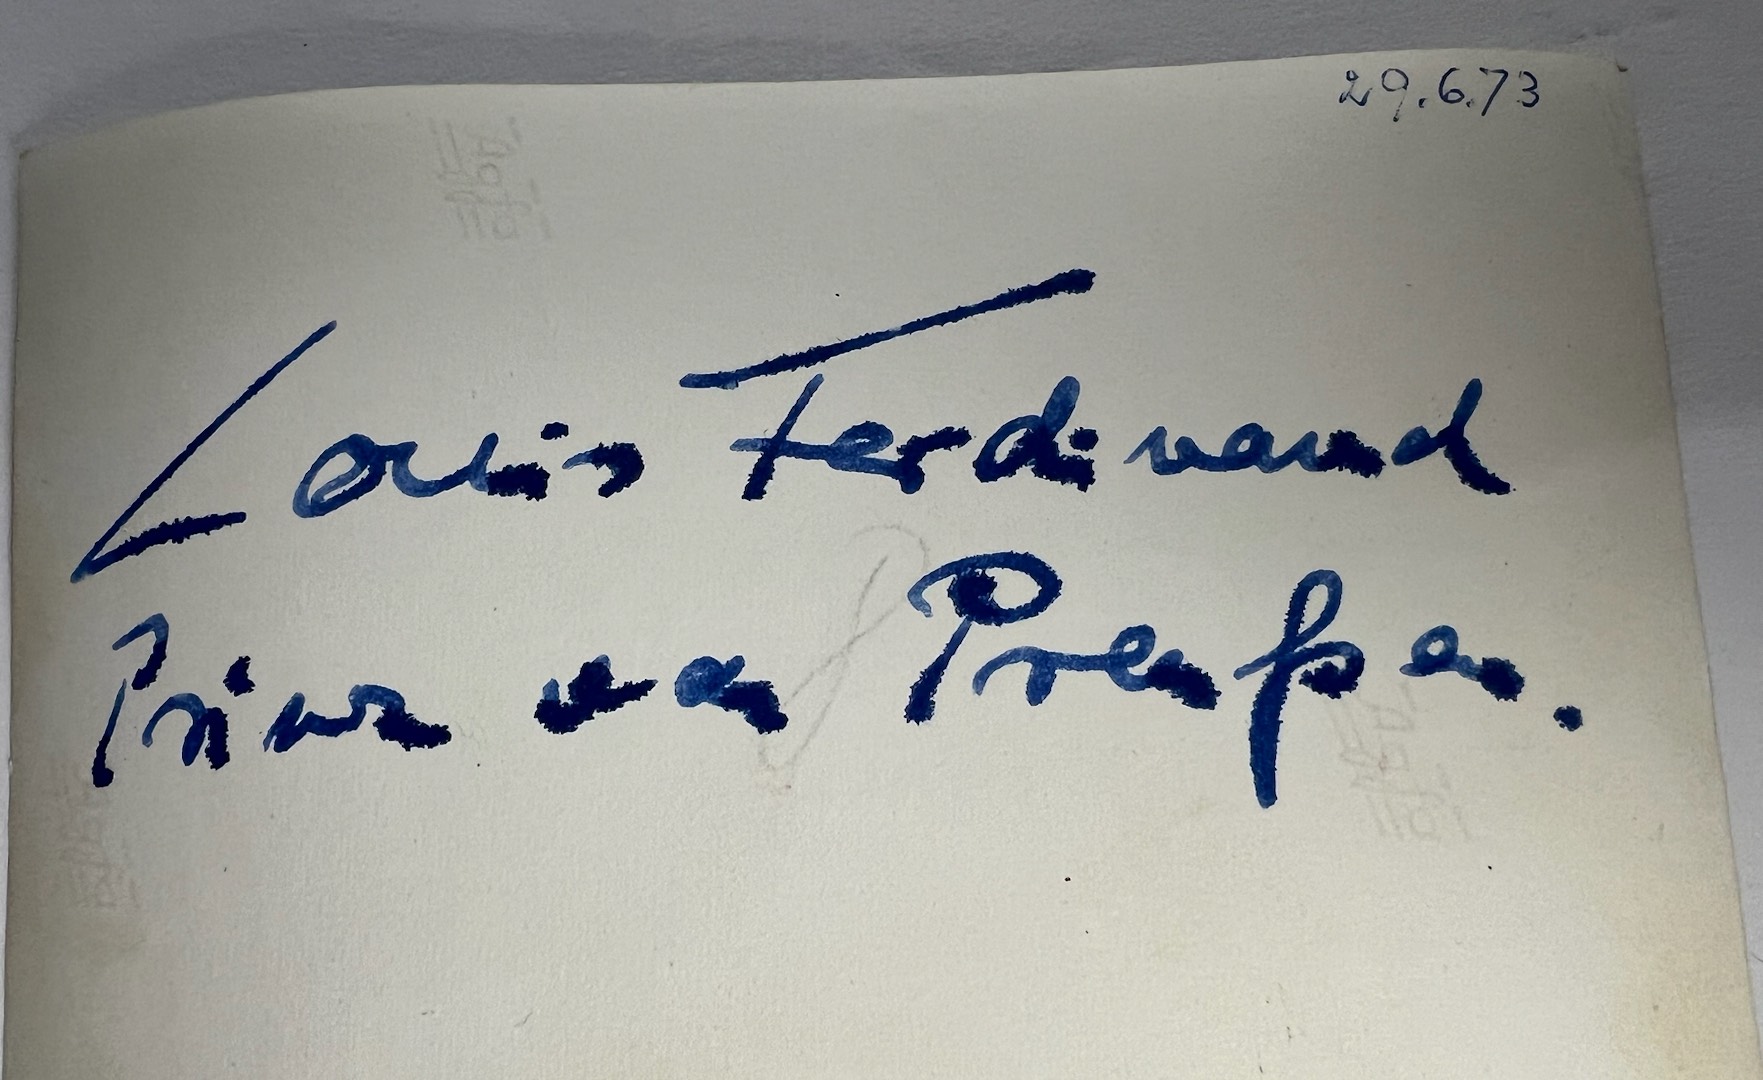 29.6.73
Louis Ferdinand
Prinz von Preußen.